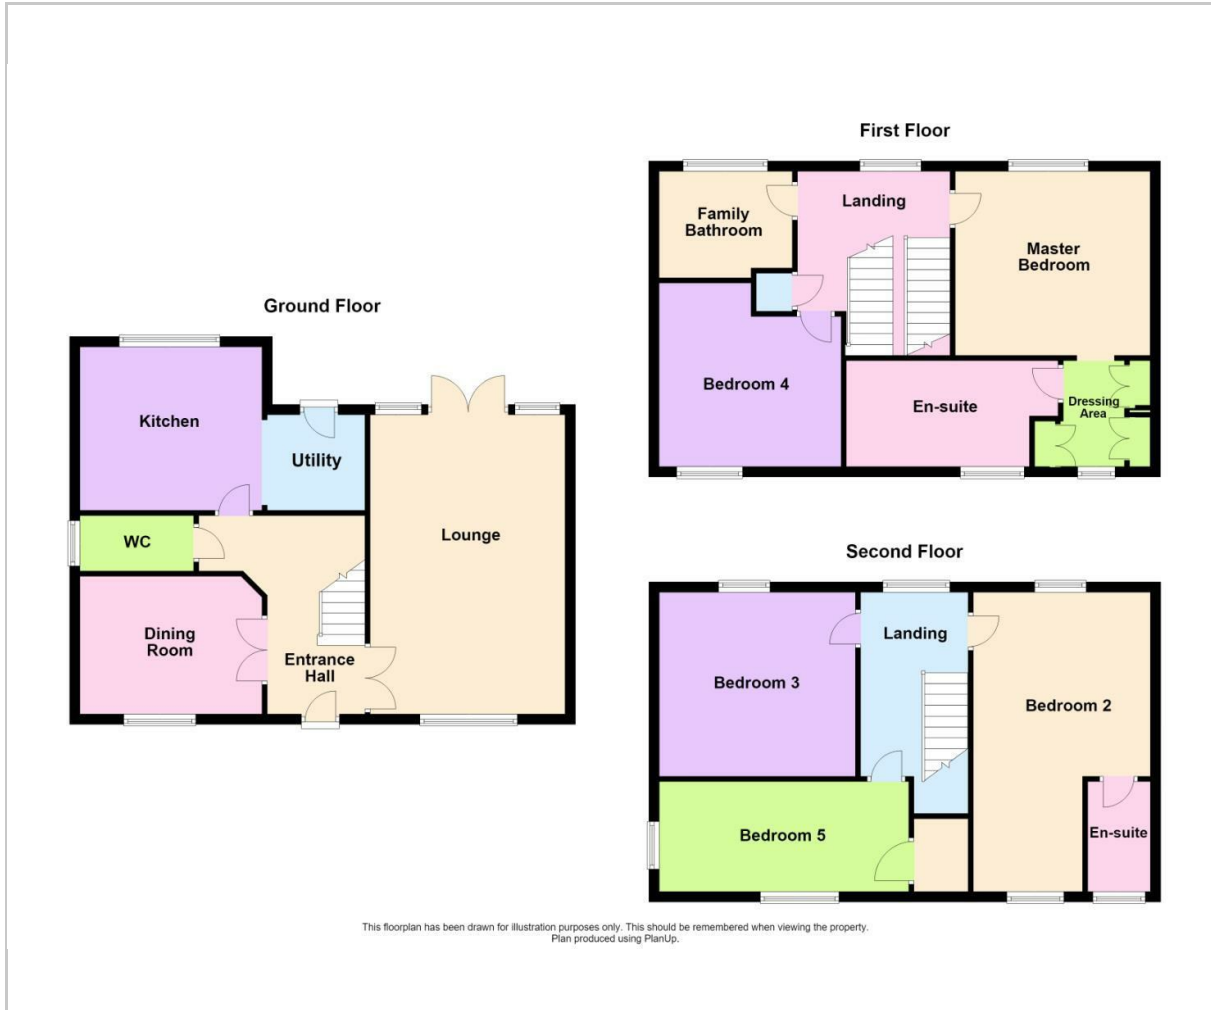 Ground Floor
Kitchen
Utility
WC
Lounge
Dining
Room
Entrance
Hall
First Floor
Family
Bathroom
Landing
Master
Bedroom
Bedroom 4
En-suite
Dressing
Area
Second Floor
Bedroom 3
Landing
Bedroom 2
Bedroom 5
En-suite
This floorplan has been drawn for illustration purposes only. This should be remembered when viewing the property.
Plan produced using PlanUp.